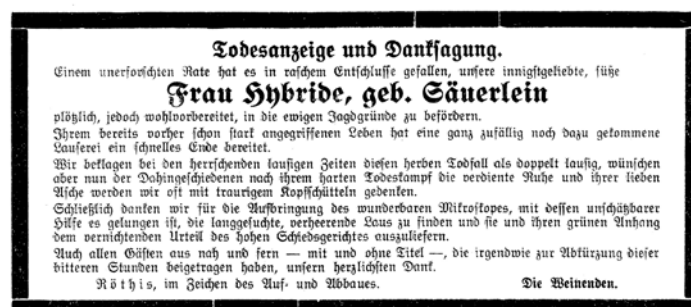 Todesanzeige und Danksagung.
Einem unerforschten Rate hat es in raschem Entschlusse gefallen, unsere innigstgeliebte, süße
Frau Hybride, geb. Säuerlein
plötzlich, jedoch wohlvorbereitet, in die ewigen Jagdgründe zu befördern.
Ihrem bereits vorher schon stark angegriffenen Leben hat eine ganz zufällig noch dazu gekommene
Lauserei ein schnelles Ende bereitet.
Wir beklagen bei den herrschenden lausigen Zeiten diesen herben Todfall als doppelt lausig, wünschen
aber nun der Dahingeschiedenen nach ihrem harten Todeskampf die verdiente Ruhe und ihrer lieben
Asche werden wir oft mit traurigem Kopfschütteln gedenken.
Schließlich danken wir für die Aufbringung des wunderbaren Mikroskopes, mit dessen unschätzbarer
Hilfe es gelungen ist, die langgesuchte, verheerende Laus zu finden und sie und ihren grünen Anhang
dem vernichtenden Urteil des hohen Schiedsgerichtes auszuliefern.
Auch allen Gästen aus nah und fern — mit und ohne Titel —, die irgendwie zur Abkürzung dieser
bitteren Stunden beigetragen haben, unsern herzlichsten Dank.
Röthis, im Zeichen des Auf- und Abbaues. Die Weinenden.